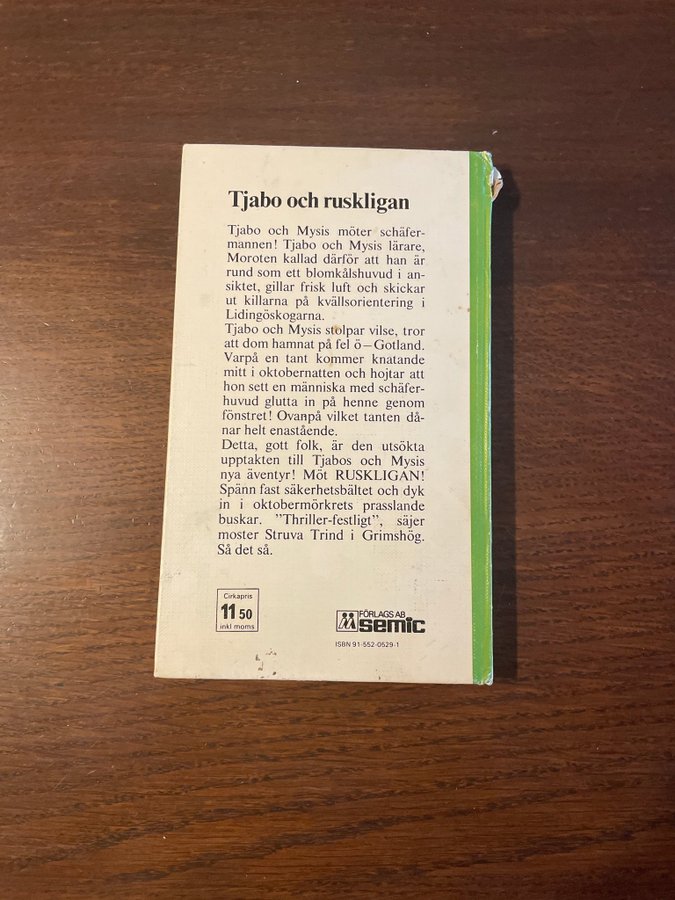 Tjabo och ruskligan
Tjabo och Mysis möter schäfer-
mannen! Tjabo och Mysis lärare,
Moroten kallad därför att han är
rund som ett blomkålshuvud i an-
siktet, gillar frisk luft och skickar
ut killarna på kvällsorientering i
Lidingöskogarna.
Tjabo och Mysis stolpar vilse, tror
att dom hamnat på fel ö—Gotland.
Varpå en tant kommer knatande
mitt i oktobernatten och hojtar att
hon sett en människa med schäfer-
huvud glutta in på henne genom
fönstret! Ovanpå vilket tanten då-
nar helt enastående.
Detta, gott folk, är den utsökta
upptakten till Tjabos och Mysis
nya äventyr! Möt RUSKLIGAN!
Spänn fast säkerhetsbältet och dyk
in i oktobermörkrets prasslande
buskar. "Thriller-festligt", säjer
moster Struva Trind i Grimshög.
Så det så.
Cirkapris
11 50
inkl moms
FÖRLAGS AB
semic
ISBN 91-552-0529-1